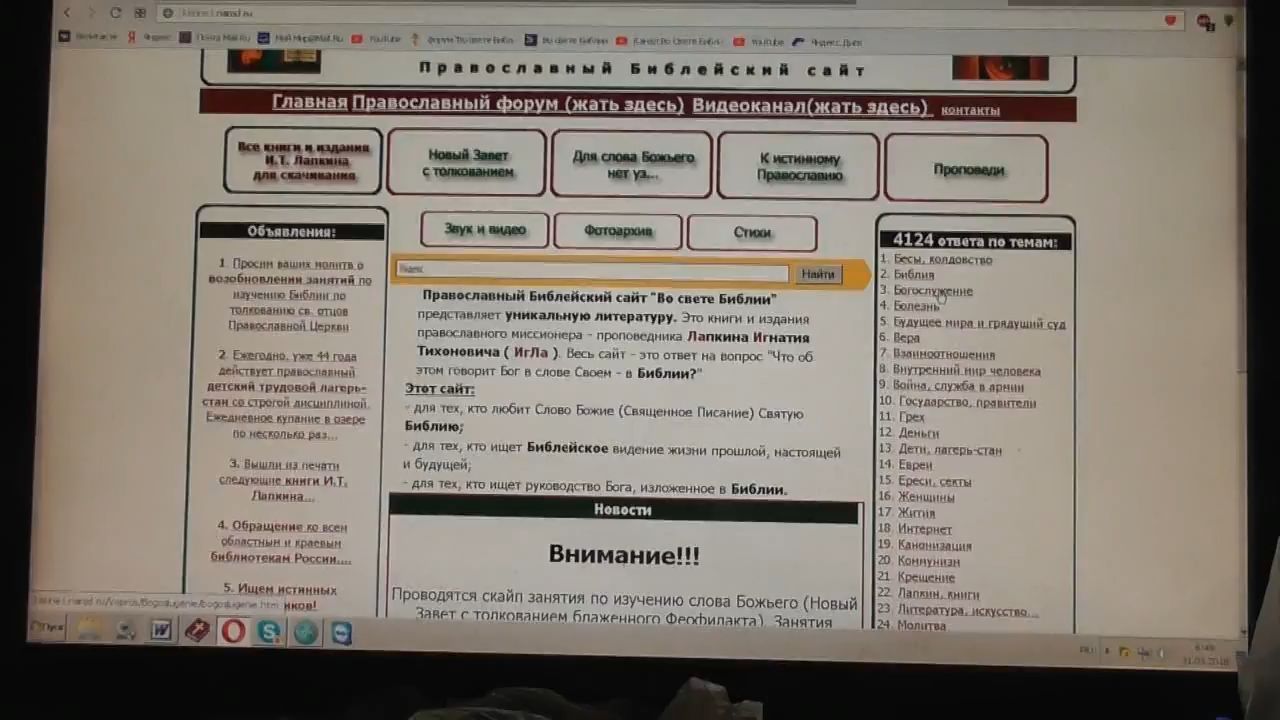 Яндекс
Почта Mail.Ru
YouTube
YouTube
Яндекс.Диск
Православный Библейский сайт
Главная Православный форум (жать здесь) Видеоканал(жать здесь) контакты
Все книги и издания
И.Т. Лапкина
для скачивания
Новый Завет
с толкованием
Для слова Божьего
нет уз...
К истинному
Православию
Проповеди
Звук и видео
Фотоархив
Стихи
Объявления:
1. Просим ваших молитв о
возобновлении занятий по
изучению Библии по
толкованию св. отцов
Православной Церкви
2. Ежегодно, уже 44 года
действует православный
детский трудовой лагерь-
стан со строгой дисциплиной.
Ежедневное купание в озере
по несколько раз...
3. Вышли из печати
следующие книги И.Т.
Лапкина...
4. Обращение ко всем
областным и краевым
библиотекам России....
5. Ищем истинных
Найти
Православный Библейский сайт "Во свете Библии"
представляет уникальную литературу. Это книги и издания
православного миссионера - проповедника Лапкина Игнатия
Тихоновича ( ИгЛа ). Весь сайт - это ответ на вопрос "Что об
этом говорит Бог в слове Своем - в Библии?"
Этот сайт:
- для тех, кто любит Слово Божие (Священное Писание) Святую
Библию;
- для тех, кто ищет Библейское видение жизни прошлой, настоящей
и будущей;
- для тех, кто ищет руководство Бога, изложенное в Библии.
Новости
Внимание!!!
Проводятся скайп занятия по изучению слова Божьего (Новый
Завет с толкованием блаженного Феофилакта). Занятия
4124 ответа по темам:
1. Бесы, колдовство
2. Библия
3. Богослужение
4. Болезнь
5. Будущее мира и грядущий суд
6. Вера
7. Взаимоотношения
8. Внутренний мир человека
9. Война, служба в армии
10. Государство, правители
11. Грех
12. Деньги
13. Дети, лагерь-стан
14. Евреи
15. Ереси, секты
16. Женщины
17. Жития
18. Интернет
19. Канонизация
20. Коммунизм
21. Крещение
22. Лапкин, книги
23. Литература, искусство...
24. Молитва
Пуск
RU